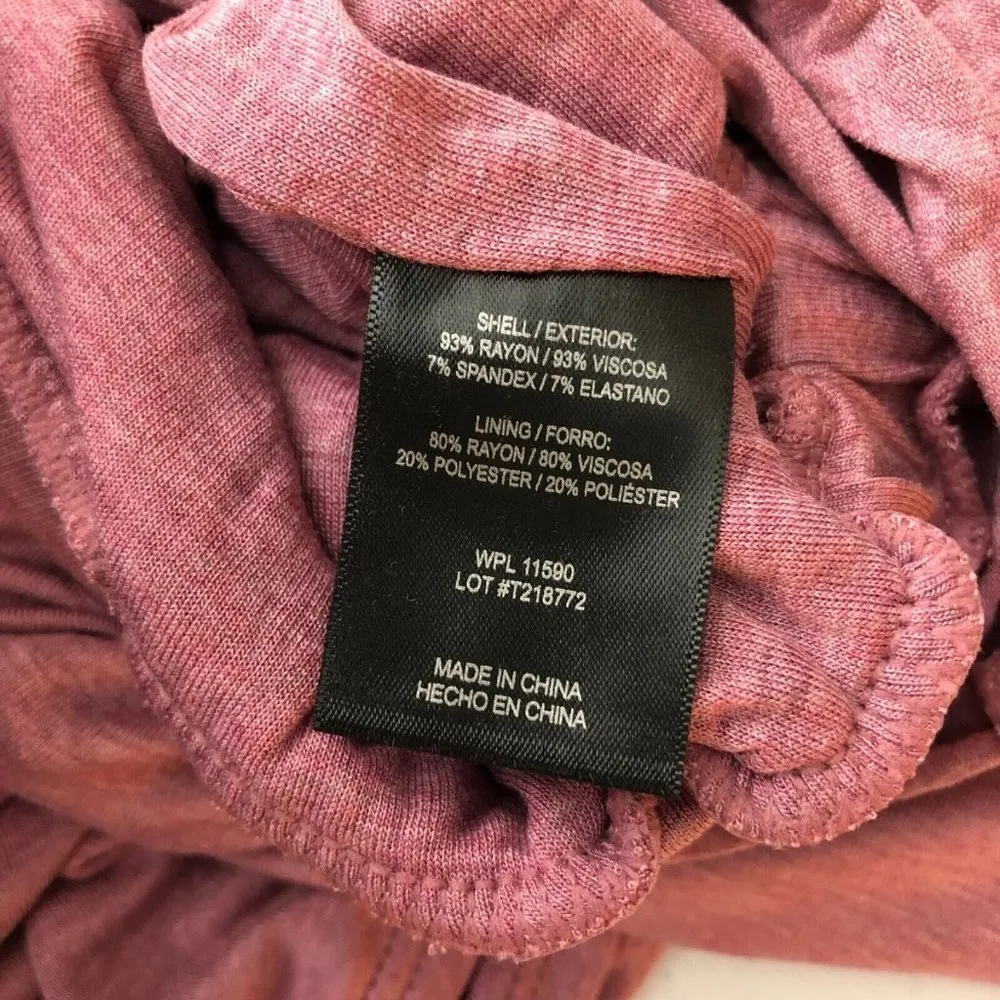 SHELL / EXTERIOR:
93% RAYON / 93% VISCOSA
7% SPANDEX / 7% ELASTANO
LINING / FORRO:
80% RAYON / 80% VISCOSA
20% POLYESTER / 20% POLIÉSTER
WPL 11590
LOT #T218772
MADE IN CHINA
HECHO EN CHINA